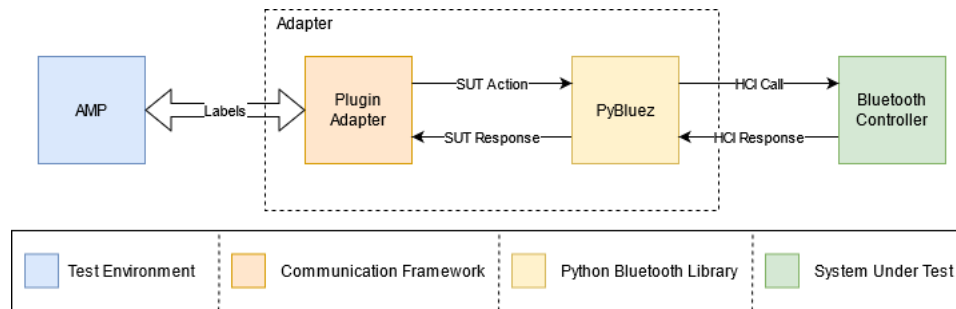 Adapter
AMP
Labels
Plugin
Adapter
SUT Action
SUT Response
PyBluez
HCI Call
HCI Response
Bluetooth
Controller
Test Environment
Communication Framework
Python Bluetooth Library
System Under Test